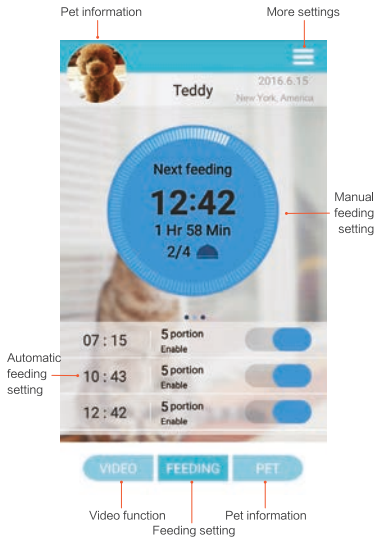 Pet information
More settings
Teddy
2016.6.15
New York, America
Next feeding
12:42
1 Hr 58 Min
2/4
Manual
feeding
setting
07 : 15
5 portion
Enable
Automatic
feeding
setting
10 : 43
5 portion
Enable
12 : 42
5 portion
Enable
VIDEO
FEEDING
PET
Video function
Pet information
Feeding setting